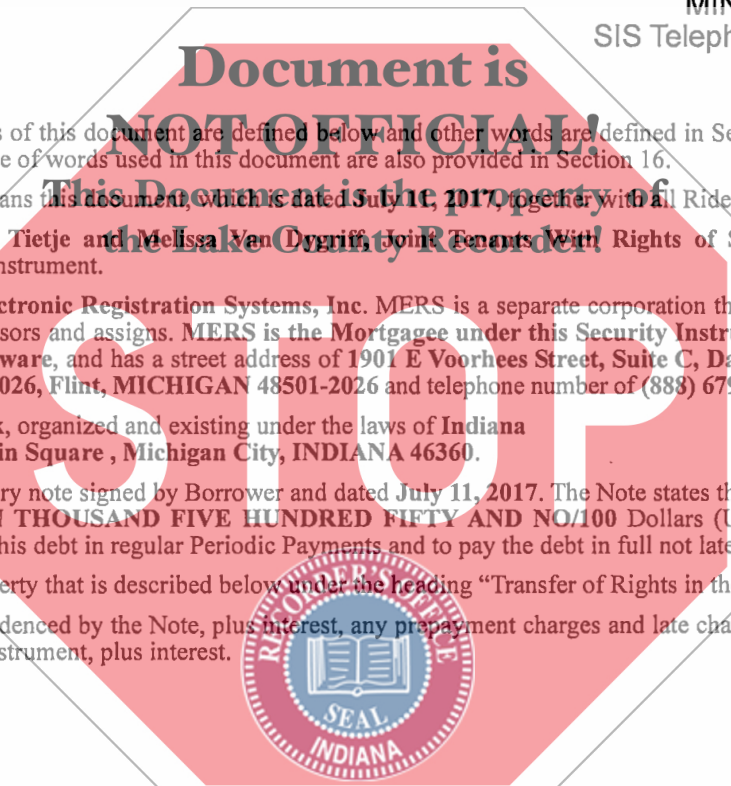 MIN
SIS Teleph
Document is
s of this document are defined below and other words are defined in Se
NOT OFFICIAL!
e of words used in this document are also provided in Section 16.
ans this document, which is dated July 11, 2017, together with all Ride
This Document is the property of
Tietje and Melissa Van Dygriff, Joint Tenants With Rights of S
the Lake County Recorder!
nstrument.
ctronic Registration Systems, Inc. MERS is a separate corporation th
sors and assigns. MERS is the Mortgagee under this Security Instru
ware, and has a street address of 1901 E Voorhees Street, Suite C, Da
026, Flint, MICHIGAN 48501-2026 and telephone number of (888) 679
STOP
k, organized and existing under the laws of Indiana
in Square , Michigan City, INDIANA 46360.
ry note signed by Borrower and dated July 11, 2017. The Note states th
N THOUSAND FIVE HUNDRED FIFTY AND NO/100 Dollars (U
his debt in regular Periodic Payments and to pay the debt in full not late
erty that is described below under the heading “Transfer of Rights in th
denced by the Note, plus interest, any prepayment charges and late cha
strument, plus interest.
RECORDER'S OFFICE
SEAL
INDIANA